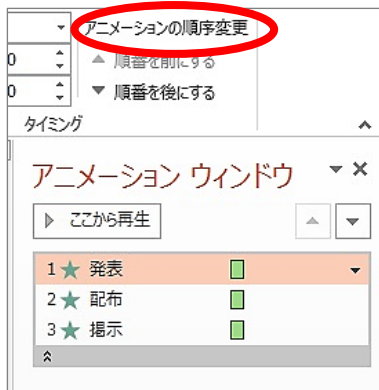 アニメーションの順序変更
0 順番を前にする
0 順番を後にする
タイミング
アニメーション ウィンドウ
ここから再生
1 発表
2 配布
3 掲示